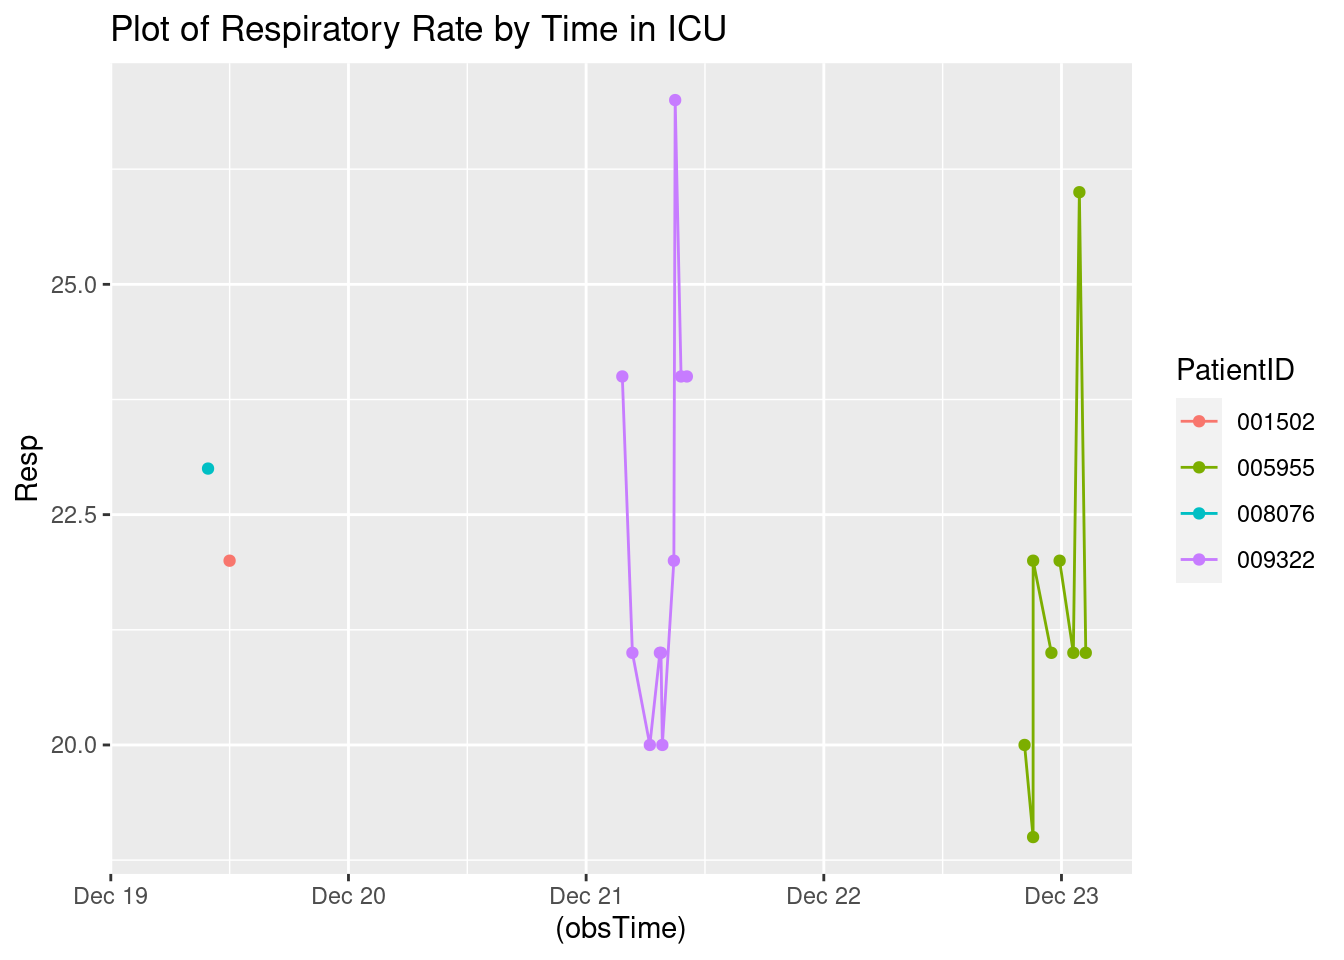 Plot of Respiratory Rate by Time in ICU
25.0
22.5
20.0
Resp
Dec 19
Dec 20
Dec 21
Dec 22
Dec 23
(obsTime)
PatientID
001502
005955
008076
009322